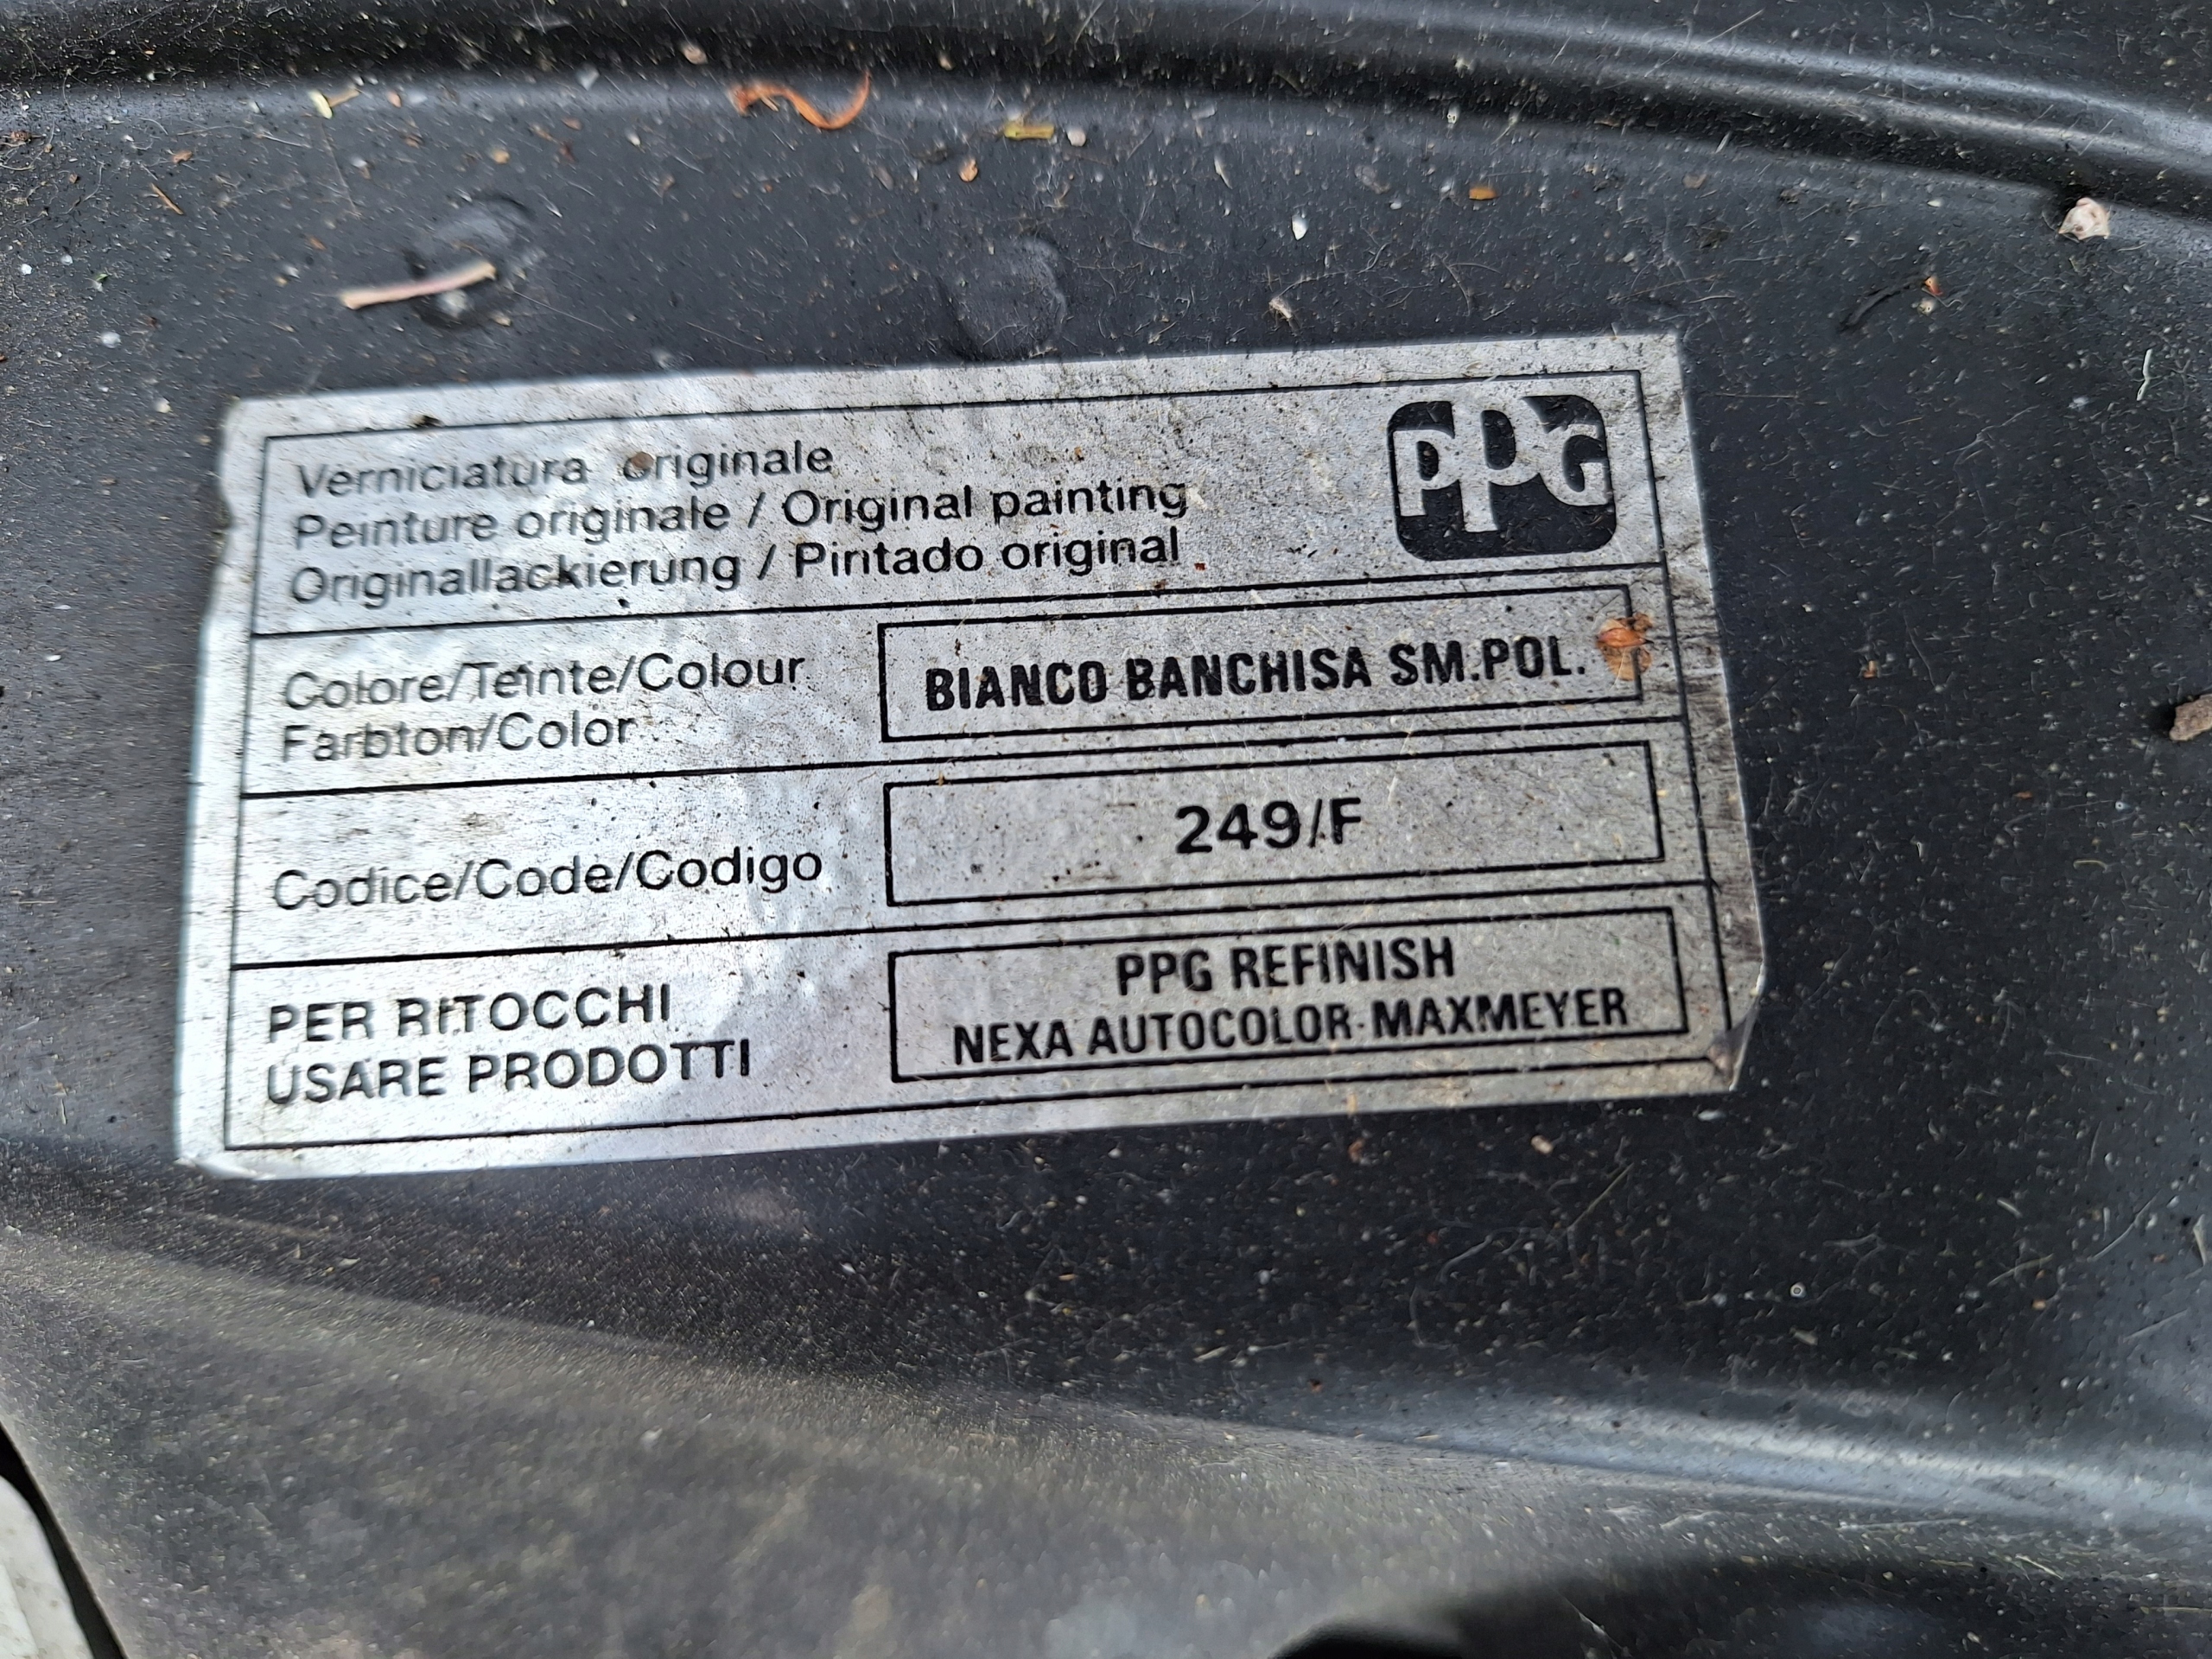 Verniciatura originale
PPG
Peinture originale / Original painting
Originallackierung / Pintado original
Colore/Teinte/Colour
Farbton/Color
BIANCO BANCHISA SM.POL.
Codice/Code/Codigo
249/F
PER RITOCCHI
USARE PRODOTTI
PPG REFINISH
NEXA AUTOCOLOR-MAXMEYER